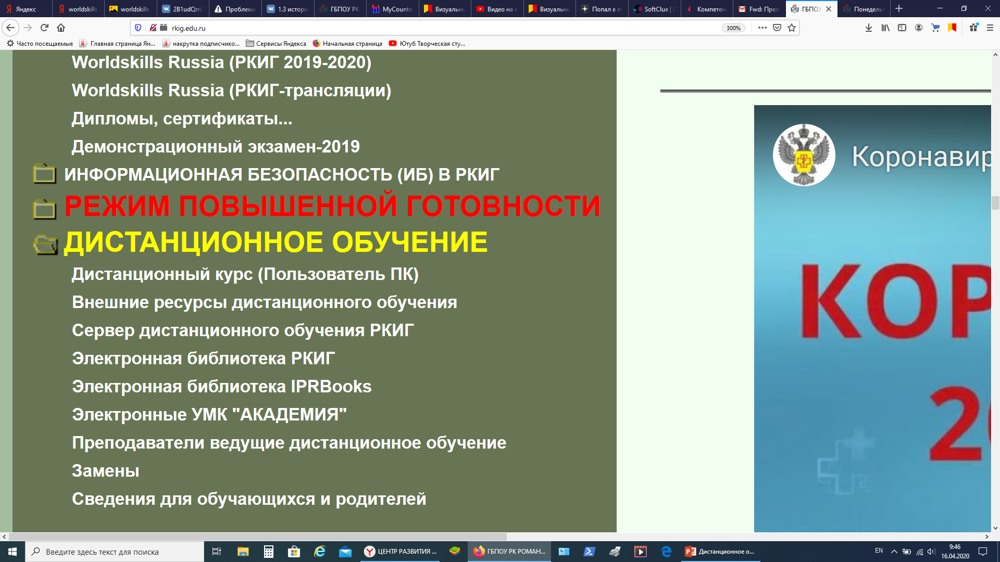 Яндекс
worldskills
worldskills
2B1udQm
Проблема
1.3 истори
ГБПОУ РК
MyCounte
Визуальн
Видео на к
Визуальн
Попал в о
SoftClue |
Компетен
Fwd: През
ГБПОУ
Понедель
rkig.edu.ru
300%
Часто посещаемые
Главная страница Ян...
накрутка подписчико...
Сервисы Яндекса
Начальная страница
Ютуб Творческая сту...
Worldskills Russia (РКИГ 2019-2020)
Worldskills Russia (РКИГ-трансляции)
Дипломы, сертификаты...
Демонстрационный экзамен-2019
ИНФОРМАЦИОННАЯ БЕЗОПАСНОСТЬ (ИБ) В РКИГ
РЕЖИМ ПОВЫШЕННОЙ ГОТОВНОСТИ
ДИСТАНЦИОННОЕ ОБУЧЕНИЕ
Дистанционный курс (Пользователь ПК)
Внешние ресурсы дистанционного обучения
Сервер дистанционного обучения РКИГ
Электронная библиотека РКИГ
Электронная библиотека IPRBooks
Электронные УМК "АКАДЕМИЯ"
Преподаватели ведущие дистанционное обучение
Замены
Сведения для обучающихся и родителей
Коронавир
КОР
20
Введите здесь текст для поиска
ЦЕНТР РАЗВИТИЯ ...
ГБПОУ РК РОМАН...
Дистанционное о...
EN
9:46
16.04.2020